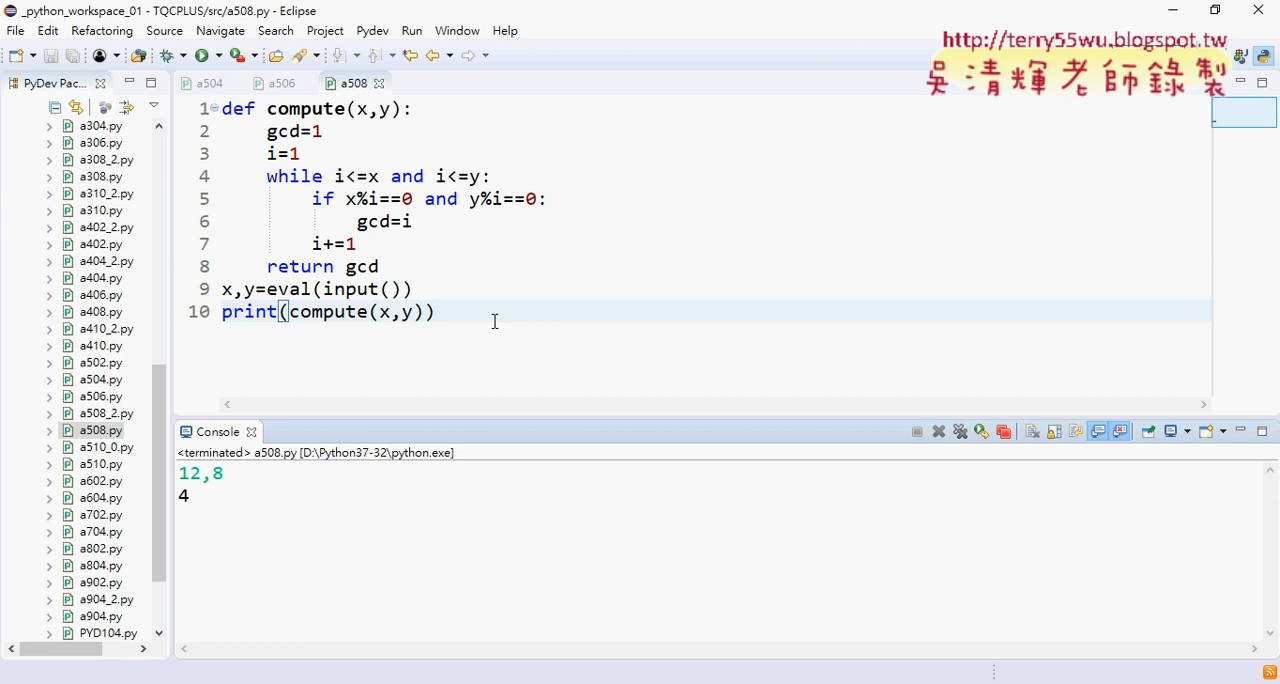 _python_workspace_01 - TQCPLUS/src/a508.py - Eclipse
File Edit Refactoring Source Navigate Search Project Pydev Run Window Help
http://terry55wu.blogspot.tw
吳清輝老師錄製
PyDev Pac...
a504 a506 a508
a304.py
a306.py
a308_2.py
a308.py
a310_2.py
a310.py
a402_2.py
a402.py
a404_2.py
a404.py
a406.py
a408.py
a410_2.py
a410.py
a502.py
a504.py
a506.py
a508_2.py
a508.py
a510_0.py
a510.py
a602.py
a604.py
a702.py
a704.py
a802.py
a804.py
a902.py
a904_2.py
a904.py
PYD104.py
1 def compute(x,y):
2 gcd=1
3 i=1
4 while i<=x and i<=y:
5 if x%i==0 and y%i==0:
6 gcd=i
7 i+=1
8 return gcd
9 x,y=eval(input())
10 print(compute(x,y))
Console
<terminated> a508.py [D:\Python37-32\python.exe]
12,8
4